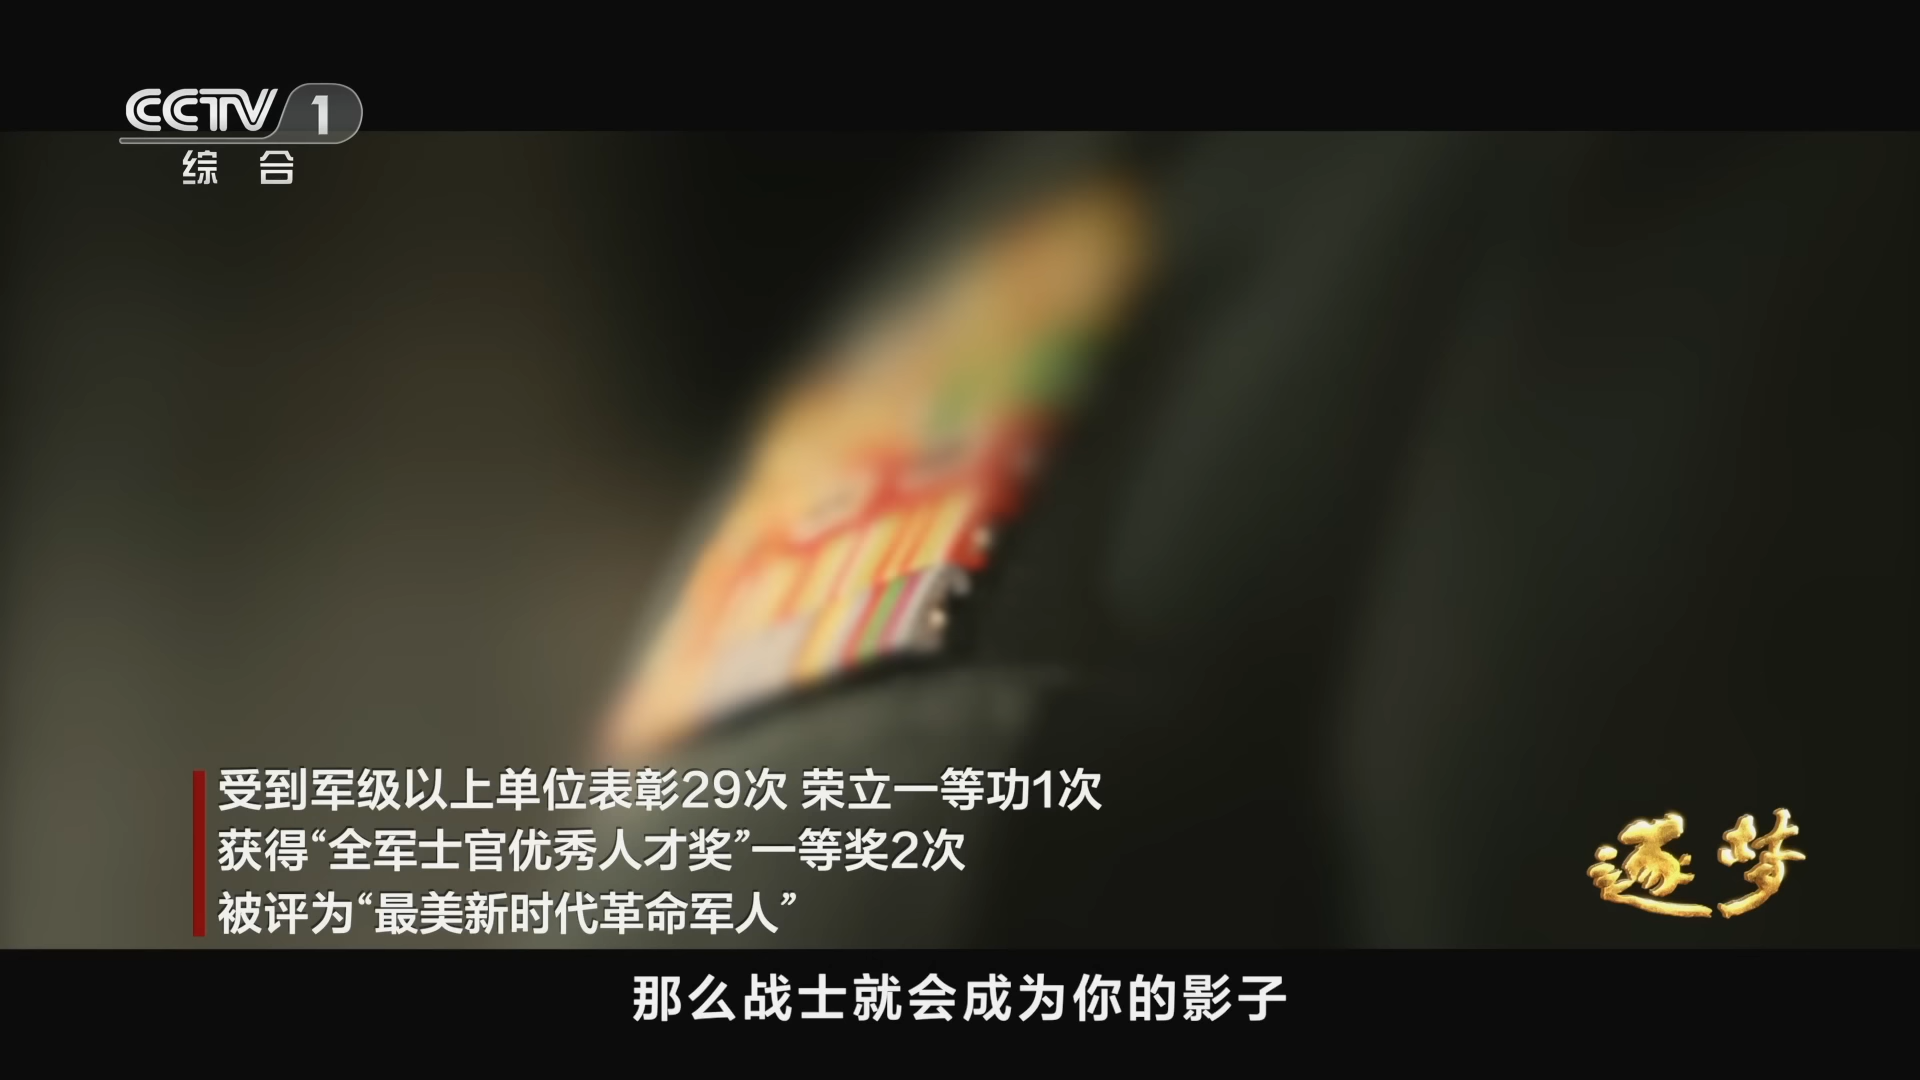 CCTV 1
综合
受到军级以上单位表彰29次 荣立一等功1次
获得“全军士官优秀人才奖”一等奖2次
被评为“最美新时代革命军人”
逐梦
那么战士就会成为你的影子